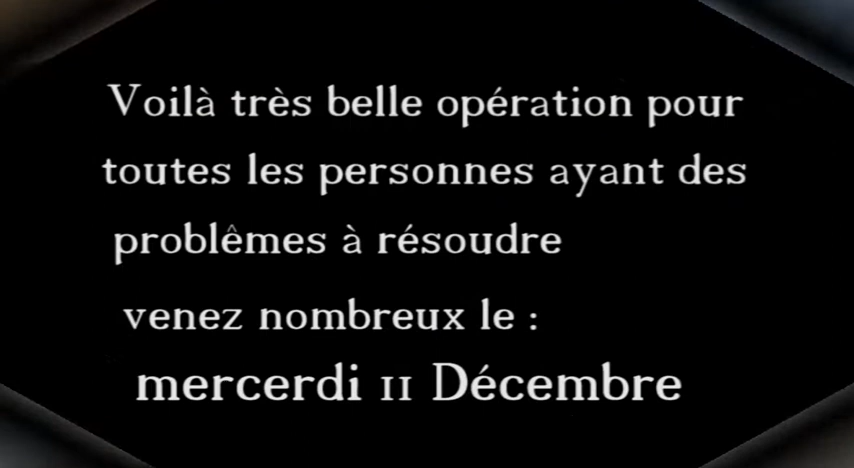 Voilà très belle opération pour
toutes les personnes ayant des
problêmes à résoudre
venez nombreux le :
mercerdi 11 Décembre